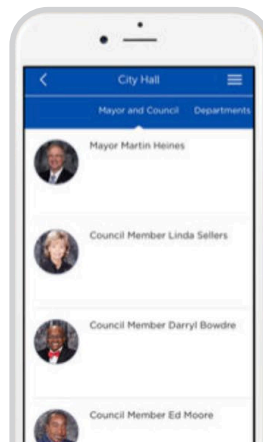 City Hall
Mayor and Council Departments
Mayor Martin Heines
Council Member Linda Sellers
Council Member Darryl Bowdre
Council Member Ed Moore